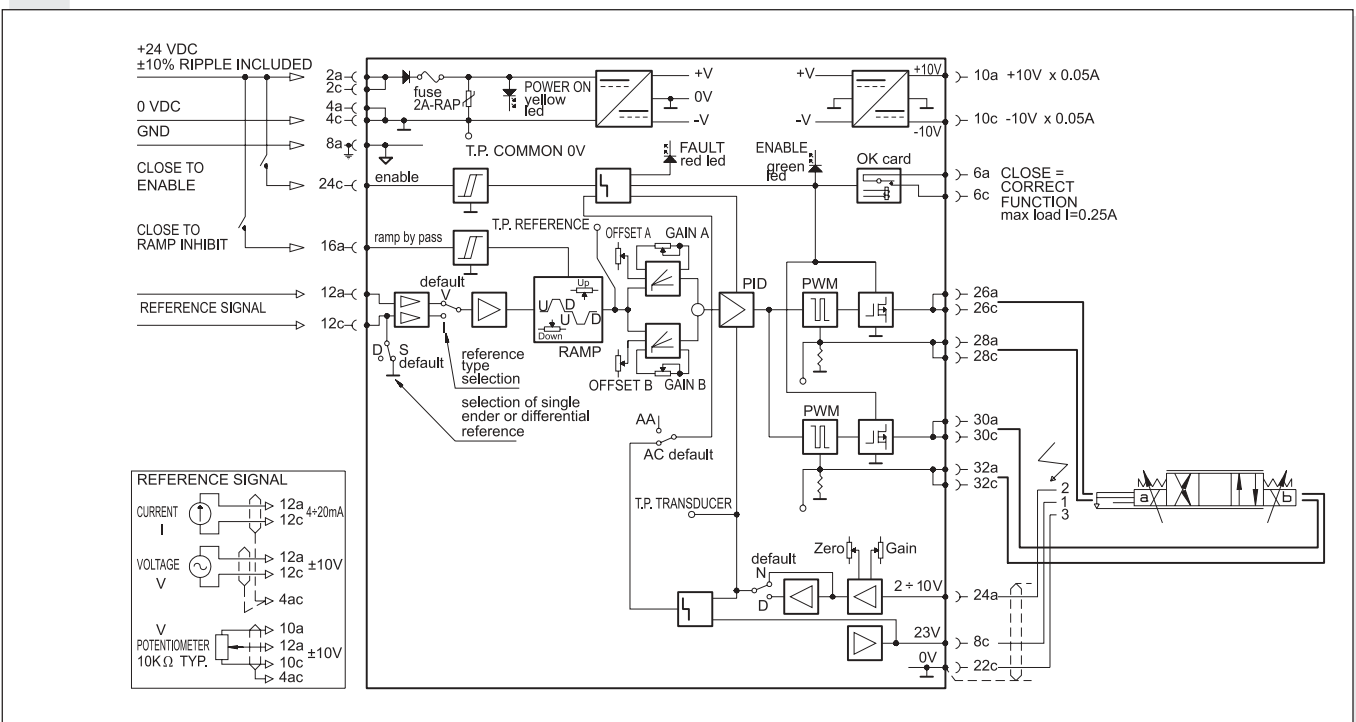 +24 VDC
±10% RIPPLE INCLUDED
0 VDC
GND
CLOSE TO
ENABLE
CLOSE TO
RAMP INHIBIT
REFERENCE SIGNAL
2a
2c
4a
4c
8a
24c
16a
12a
12c
fuse
2A-RAP
POWER ON
yellow
led
+V
0V
-V
+V
-V
+10V
-10V
10a +10V x 0.05A
10c -10V x 0.05A
T.P. COMMON 0V
FAULT
red led
ENABLE
green
led
OK card
6a CLOSE =
6c CORRECT
FUNCTION
max load I=0.25A
enable
ramp by pass
T.P. REFERENCE
OFFSET A
GAIN A
default
V
I
Up
U D
U D
Down
RAMP
D S
default
reference
type
selection
selection of single
ender or differential
reference
OFFSET B
GAIN B
PID
PWM
26a
26c
28a
28c
PWM
30a
30c
32a
32c
AA
AC default
T.P. TRANSDUCER
2
1
3
a
b
default
N
D
Zero
Gain
2 ÷ 10V
24a
23V
8c
0V
22c
REFERENCE SIGNAL
CURRENT
I
12a
12c
4÷20mA
VOLTAGE
V
12a
12c
±10V
4ac
V
POTENTIOMETER
10KΩ TYP.
10a
12a
10c
±10V
4ac